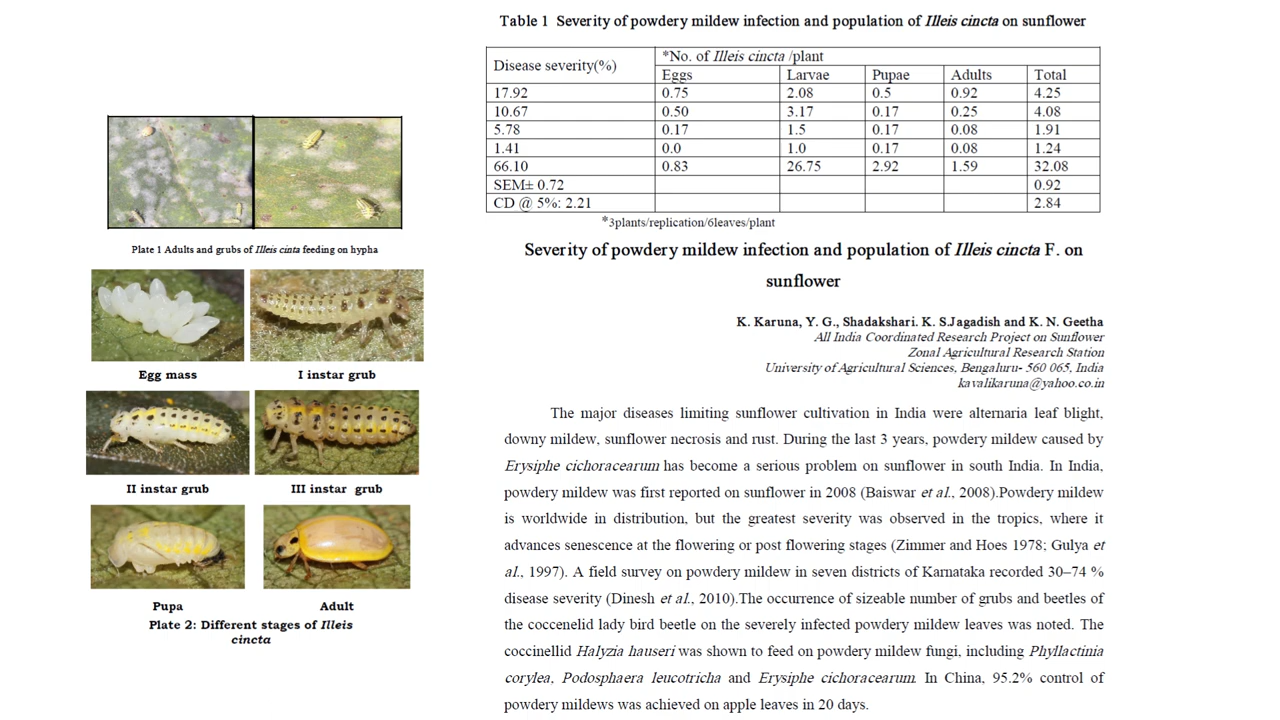 Plate 1 Adults and grubs of Illeis cinta feeding on hypha
Egg mass
I instar grub
II instar grub
III instar grub
Pupa
Adult
Plate 2: Different stages of Illeis
cincta
Table 1 Severity of powdery mildew infection and population of Illeis cincta on sunflower
Disease severity(%)
*No. of Illeis cincta /plant
Eggs Larvae Pupae Adults Total
17.92 0.75 2.08 0.5 0.92 4.25
10.67 0.50 3.17 0.17 0.25 4.08
5.78 0.17 1.5 0.17 0.08 1.91
1.41 0.0 1.0 0.17 0.08 1.24
66.10 0.83 26.75 2.92 1.59 32.08
SEM± 0.72 0.92
CD @ 5%: 2.21 2.84
*3plants/replication/6leaves/plant
Severity of powdery mildew infection and population of Illeis cincta F. on
sunflower
K. Karuna, Y. G., Shadakshari. K. S.Jagadish and K. N. Geetha
All India Coordinated Research Project on Sunflower
Zonal Agricultural Research Station
University of Agricultural Sciences, Bengaluru- 560 065, India
kavalikaruna@yahoo.co.in
The major diseases limiting sunflower cultivation in India were alternaria leaf blight,
downy mildew, sunflower necrosis and rust. During the last 3 years, powdery mildew caused by
Erysiphe cichoracearum has become a serious problem on sunflower in south India. In India,
powdery mildew was first reported on sunflower in 2008 (Baiswar et al., 2008).Powdery mildew
is worldwide in distribution, but the greatest severity was observed in the tropics, where it
advances senescence at the flowering or post flowering stages (Zimmer and Hoes 1978; Gulya et
al., 1997). A field survey on powdery mildew in seven districts of Karnataka recorded 30–74 %
disease severity (Dinesh et al., 2010).The occurrence of sizeable number of grubs and beetles of
the coccenelid lady bird beetle on the severely infected powdery mildew leaves was noted. The
coccinellid Halyzia hauseri was shown to feed on powdery mildew fungi, including Phyllactinia
corylea, Podosphaera leucotricha and Erysiphe cichoracearum. In China, 95.2% control of
powdery mildews was achieved on apple leaves in 20 days.